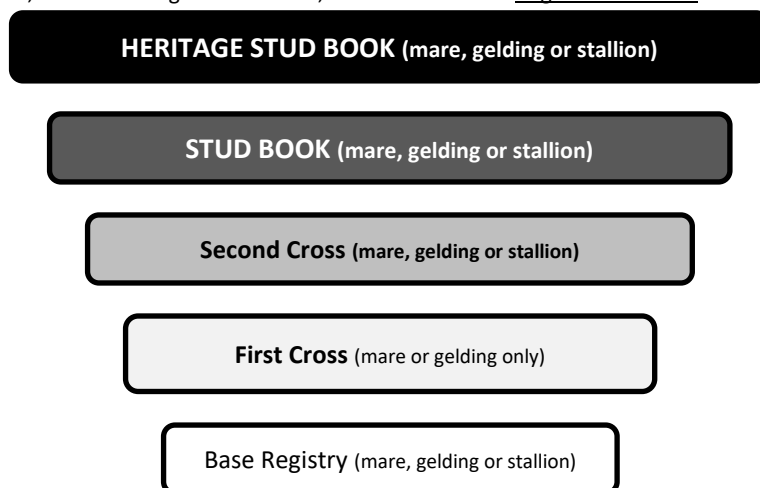 HERITAGE STUD BOOK (mare, gelding or stallion)
STUD BOOK (mare, gelding or stallion)
Second Cross (mare, gelding or stallion)
First Cross (mare or gelding only)
Base Registry (mare, gelding or stallion)